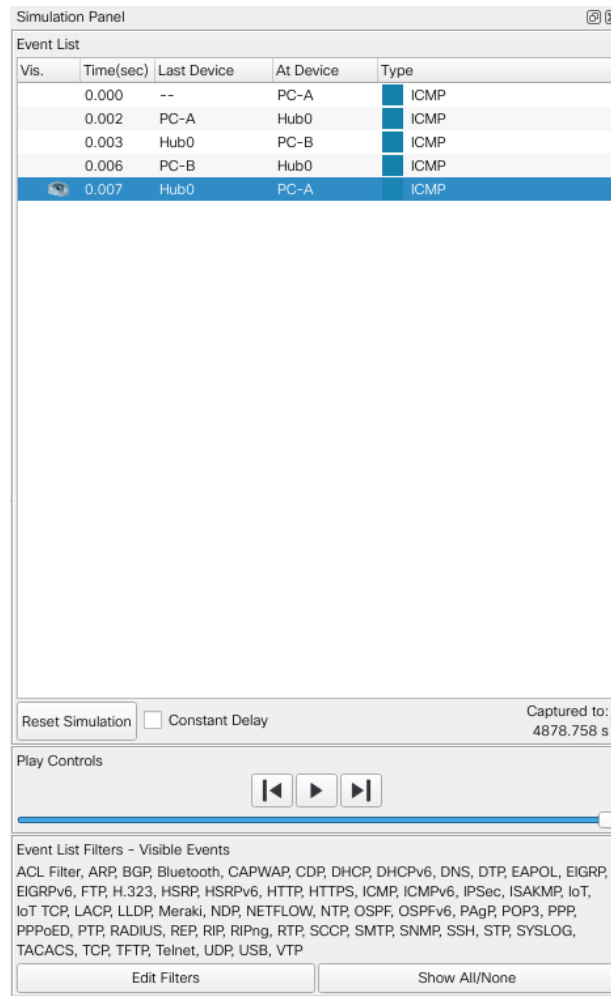 Simulation Panel
Event List
Vis. Time(sec) Last Device At Device Type
0.000 -- PC-A ICMP
0.002 PC-A Hub0 ICMP
0.003 Hub0 PC-B ICMP
0.006 PC-B Hub0 ICMP
0.007 Hub0 PC-A ICMP
Reset Simulation Constant Delay Captured to:
4878.758 s
Play Controls
Event List Filters - Visible Events
ACL Filter, ARP, BGP, Bluetooth, CAPWAP, CDP, DHCP, DHCPv6, DNS, DTP, EAPOL, EIGRP,
EIGRPv6, FTP, H.323, HSRP, HSRPv6, HTTP, HTTPS, ICMP, ICMPv6, IPSec, ISAKMP, IoT,
IoT TCP, LACP, LLDP, Meraki, NDP, NETFLOW, NTP, OSPF, OSPFv6, PAgP, POP3, PPP,
PPPoED, PTP, RADIUS, REP, RIP, RIPng, RTP, SCCP, SMTP, SNMP, SSH, STP, SYSLOG,
TACACS, TCP, TFTP, Telnet, UDP, USB, VTP
Edit Filters Show All/None